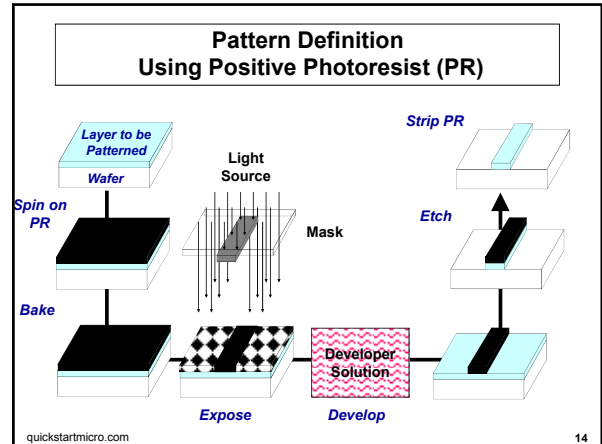 Pattern Definition
Using Positive Photoresist (PR)
Layer to be
Patterned
Wafer
Spin on
PR
Bake
Light
Source
Mask
Expose
Developer
Solution
Develop
Etch
Strip PR
quickstartmicro.com
14